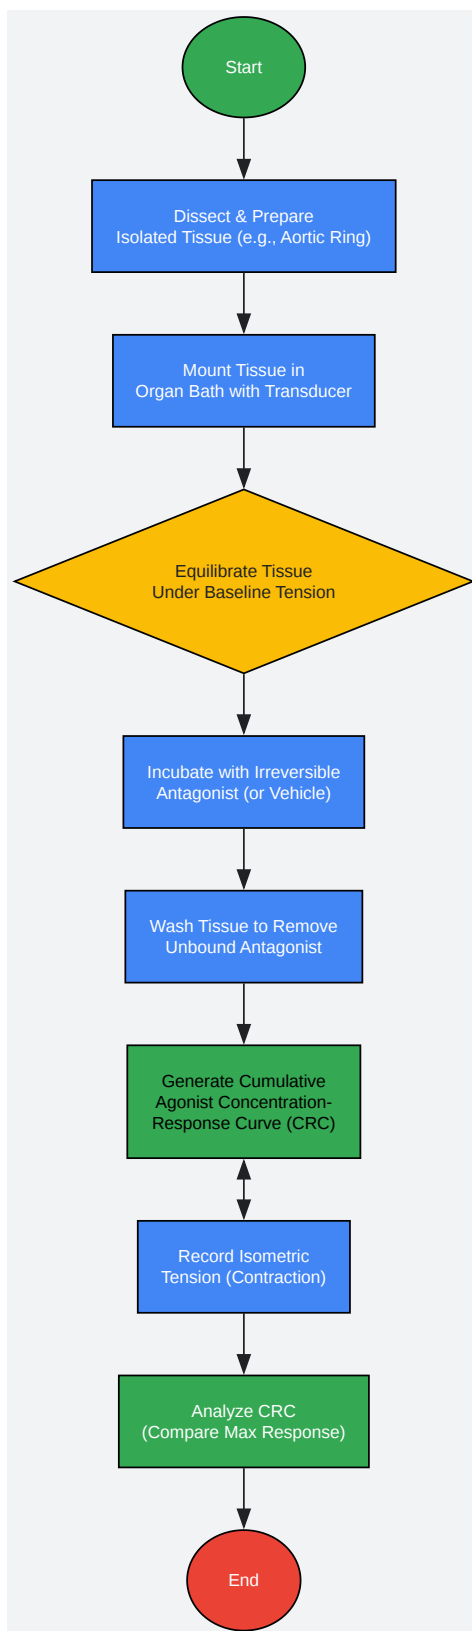 Start
Dissect & Prepare
Isolated Tissue (e.g., Aortic Ring)
Mount Tissue in
Organ Bath with Transducer
Equilibrate Tissue
Under Baseline Tension
Incubate with Irreversible
Antagonist (or Vehicle)
Wash Tissue to Remove
Unbound Antagonist
Generate Cumulative
Agonist Concentration-
Response Curve (CRC)
Record Isometric
Tension (Contraction)
Analyze CRC
(Compare Max Response)
End